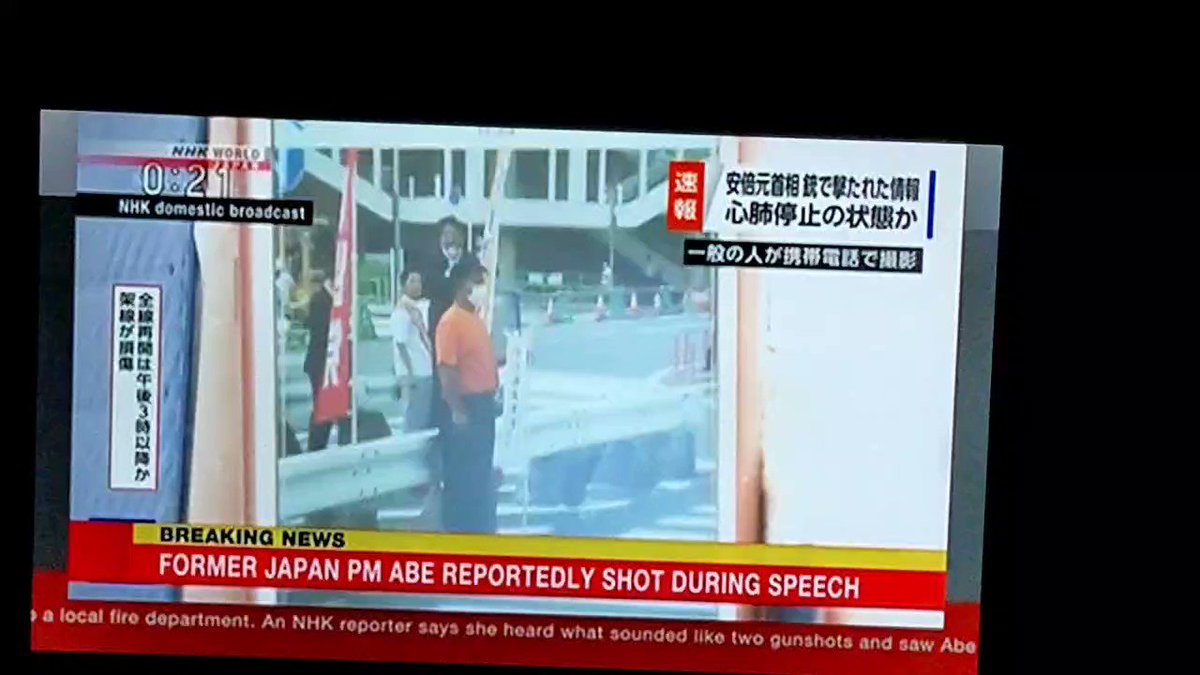 NHK WORLD
JAPAN
0:21
NHK domestic broadcast
速報
安倍元首相 銃で撃たれた情報
心肺停止の状態か
一般の人が携帯電話で撮影
全線再開は午後3時以降か
架線が損傷
BREAKING NEWS
FORMER JAPAN PM ABE REPORTEDLY SHOT DURING SPEECH
a local fire department. An NHK reporter says she heard what sounded like two gunshots and saw Abe